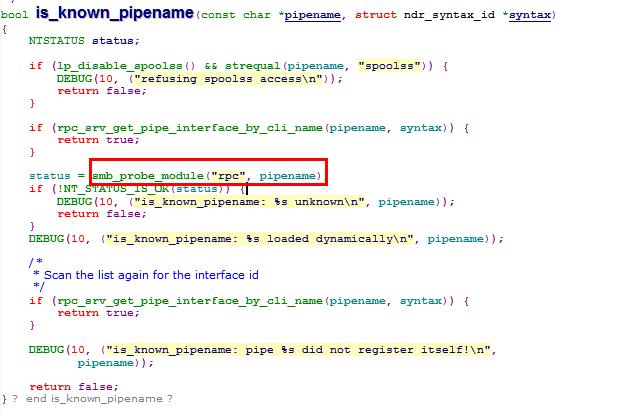 bool is_known_pipename(const char *pipename, struct ndr_syntax_id *syntax)
{
NTSTATUS status;
if (lp_disable_spoolss() && strequal(pipename, "spoolss")) {
DEBUG(10, ("refusing spoolss access\n"));
return false;
}
if (rpc_srv_get_pipe_interface_by_cli_name(pipename, syntax)) {
return true;
}
status = smb_probe_module("rpc", pipename)
if (!NT_STATUS_IS_OK(status)) {
DEBUG(10, ("is_known_pipename: %s unknown\n", pipename));
return false;
}
DEBUG(10, ("is_known_pipename: %s loaded dynamically\n", pipename));
/*
* Scan the list again for the interface id
*/
if (rpc_srv_get_pipe_interface_by_cli_name(pipename, syntax)) {
return true;
}
DEBUG(10, ("is_known_pipename: pipe %s did not register itself!\n",
pipename));
return false;
} ? end is_known_pipename ?